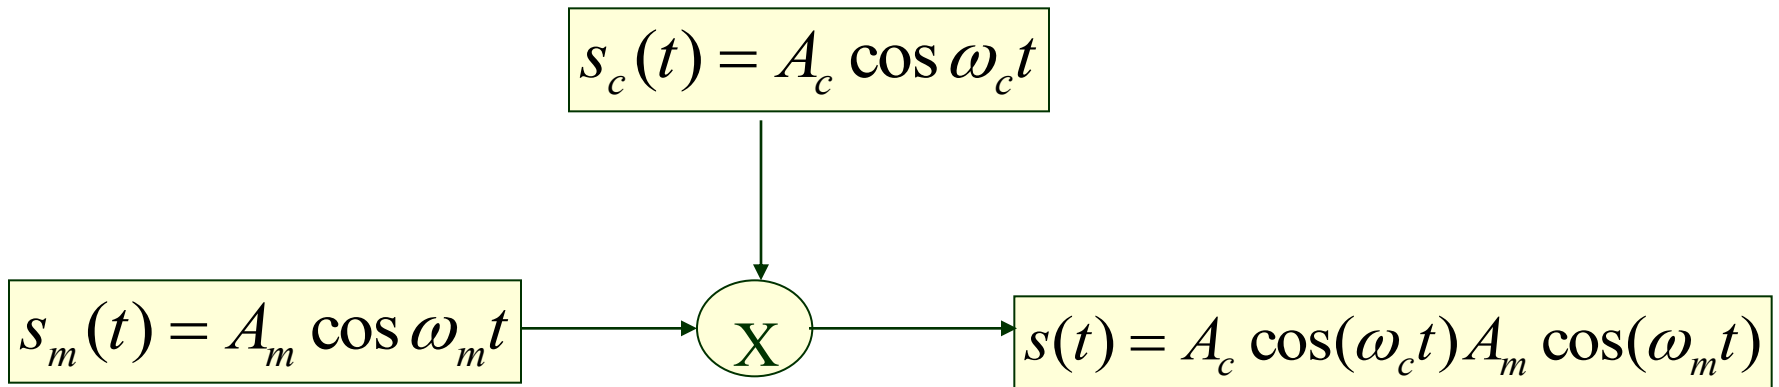 s_c(t) = A_c cos ω_c t
s_m(t) = A_m cos ω_m t
X
s(t) = A_c cos(ω_c t)A_m cos(ω_m t)